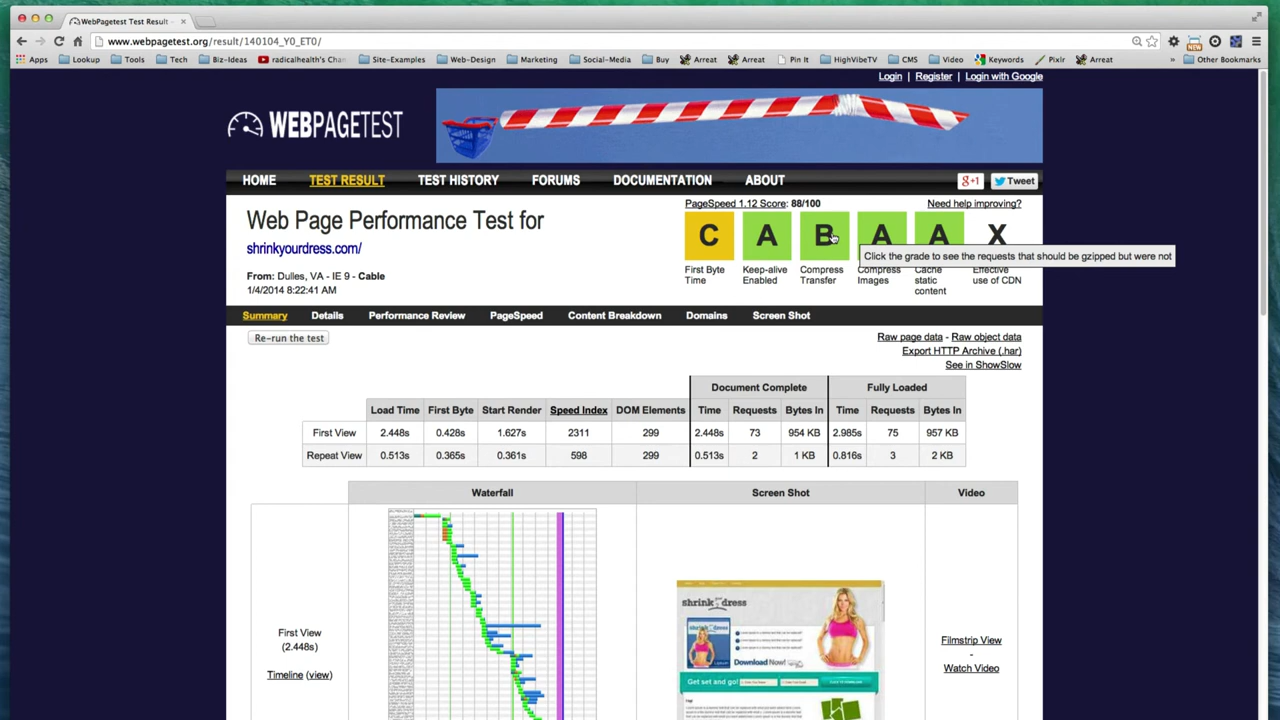 WebPagetest Test Result -
www.webpagetest.org/result/140104_Y0_ET0/
NEW
Apps Lookup Tools Tech Biz-Ideas radicalhealth's Cha Site-Examples Web-Design Marketing Social-Media Buy Arreat Arreat Pin It HighVibeTV CMS Video Keywords Pixlr Arreat » Other Bookmarks
Login | Register | Login with Google
WEBPAGETEST
HOME TEST RESULT TEST HISTORY FORUMS DOCUMENTATION ABOUT
g+1 Tweet
PageSpeed 1.12 Score: 88/100 Need help improving?
Web Page Performance Test for
shrinkyourdress.com/
From: Dulles, VA - IE 9 - Cable
1/4/2014 8:22:41 AM
C A B A A X
Click the grade to see the requests that should be gzipped but were not
First Byte Time
Keep-alive Enabled
Compress Transfer
Compress Images
Cache static content
Effective use of CDN
Summary Details Performance Review PageSpeed Content Breakdown Domains Screen Shot
Re-run the test
Raw page data - Raw object data
Export HTTP Archive (.har)
See in ShowSlow
Document Complete Fully Loaded
Load Time First Byte Start Render Speed Index DOM Elements Time Requests Bytes In Time Requests Bytes In
First View 2.448s 0.428s 1.627s 2311 299 2.448s 73 954 KB 2.985s 75 957 KB
Repeat View 0.513s 0.365s 0.361s 598 299 0.513s 2 1 KB 0.816s 3 2 KB
Waterfall Screen Shot Video
First View
(2.448s)
Timeline (view)
shrink dress
Download Now!
Get set and go!
Filmstrip View
-
Watch Video